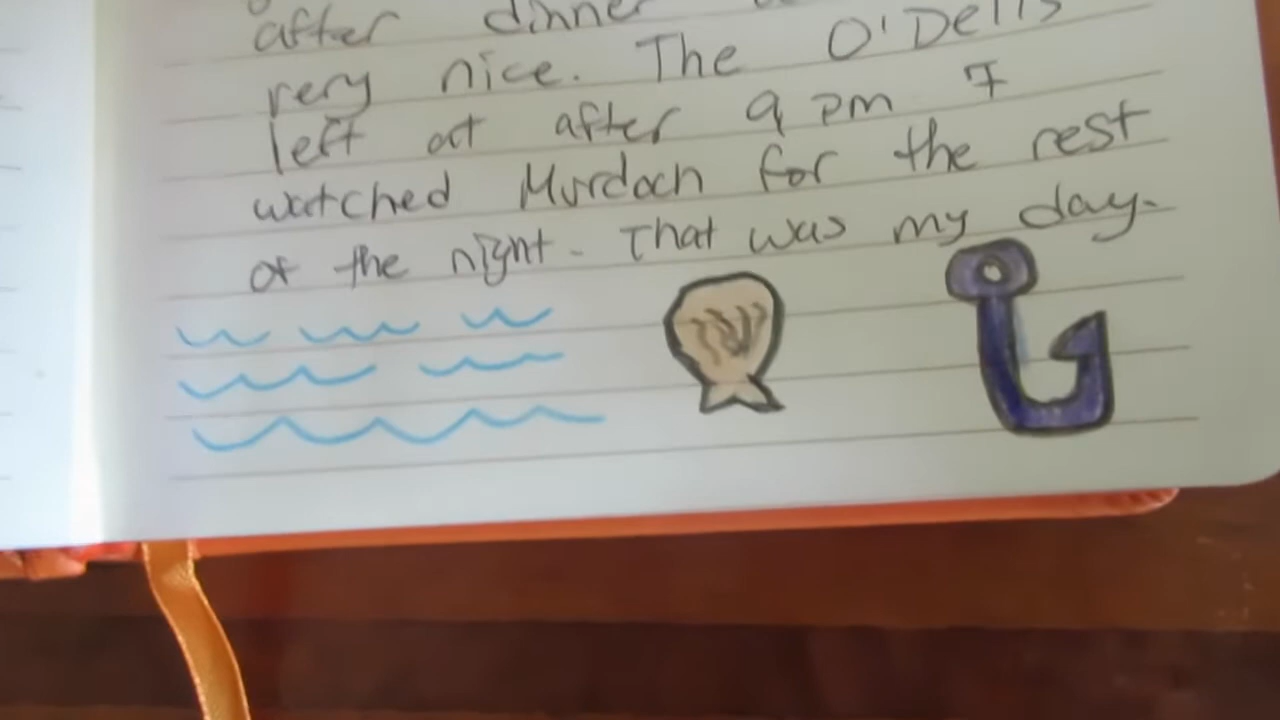 after dinner
very nice. The O'Dells
left at after 9 pm I
watched Murdoch for the rest
of the night. That was my day.